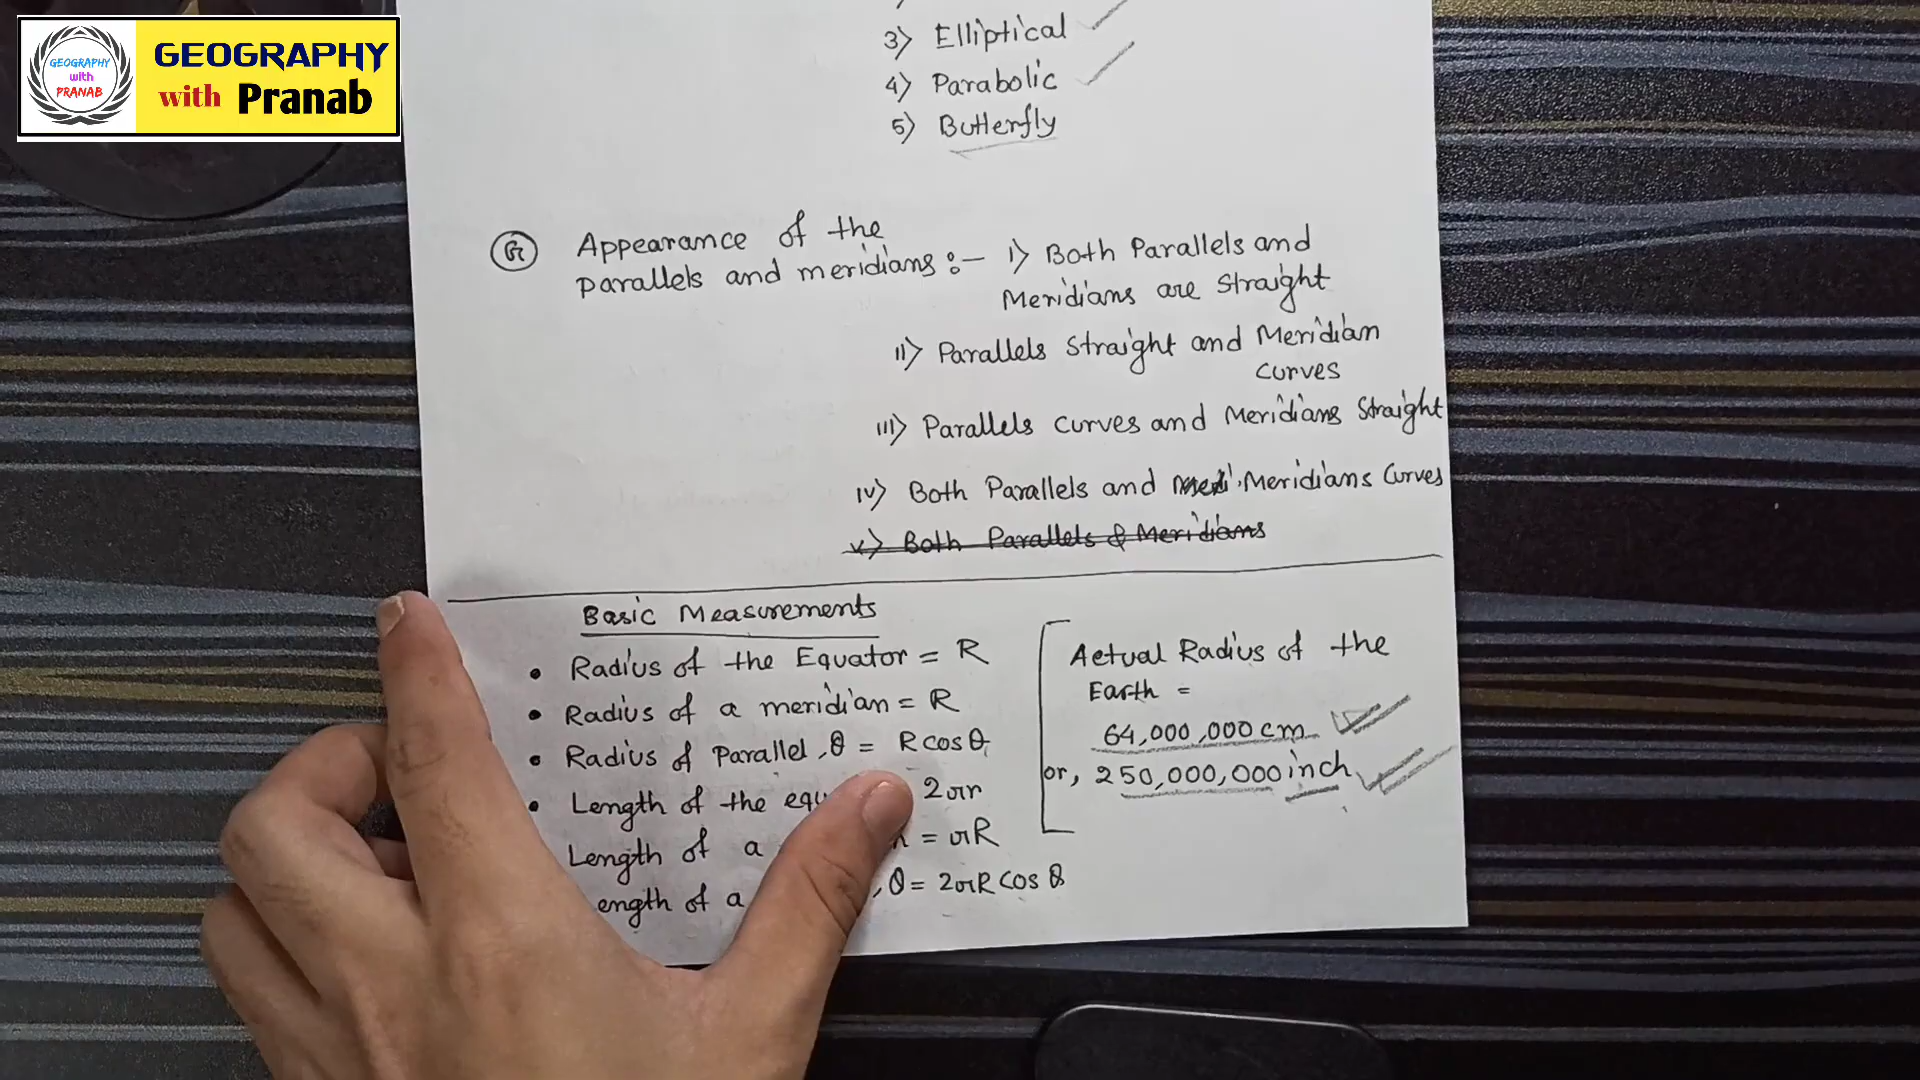 GEOGRAPHY
with
PRANAB
GEOGRAPHY
with Pranab
3) Elliptical
4) Parabolic
5) Butterfly
G Appearance of the
parallels and meridians :- i) Both Parallels and
Meridians are Straight
ii) Parallels Straight and Meridian
curves
iii) Parallels curves and Meridians Straight
iv) Both Parallels and Meridians Curves
v) Both Parallels & Meridians
Basic Measurements
• Radius of the Equator = R
• Radius of a meridian = R
• Radius of Parallel, θ = R cos θ
• Length of the equ 2πr
Length of a = πR
ength of a , θ = 2πR cos θ
Actual Radius of the
Earth =
64,000,000 cm
or, 250,000,000 inch